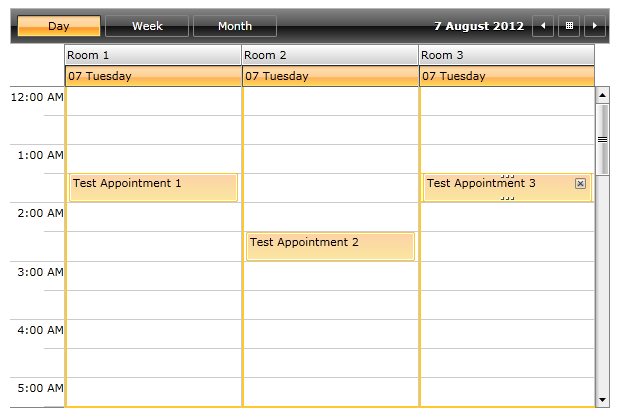 Day Week Month 7 August 2012
Room 1 Room 2 Room 3
07 Tuesday 07 Tuesday 07 Tuesday
12:00 AM
1:00 AM
Test Appointment 1 Test Appointment 3
2:00 AM
Test Appointment 2
3:00 AM
4:00 AM
5:00 AM